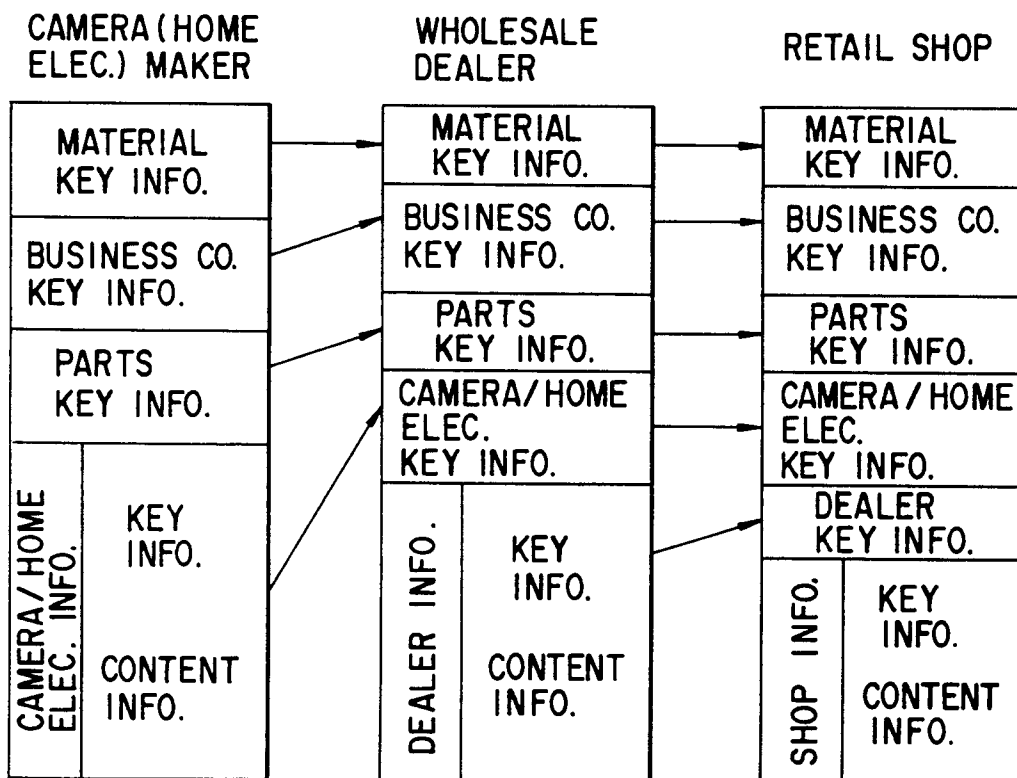 CAMERA (HOME
ELEC.) MAKER
MATERIAL
KEY INFO.
BUSINESS CO.
KEY INFO.
PARTS
KEY INFO.
CAMERA/HOME
ELEC. INFO.
KEY
INFO.
CONTENT
INFO.
WHOLESALE
DEALER
MATERIAL
KEY INFO.
BUSINESS CO.
KEY INFO.
PARTS
KEY INFO.
CAMERA/HOME
ELEC.
KEY INFO.
DEALER INFO.
KEY
INFO.
CONTENT
INFO.
RETAIL SHOP
MATERIAL
KEY INFO.
BUSINESS CO.
KEY INFO.
PARTS
KEY INFO.
CAMERA/HOME
ELEC.
KEY INFO.
DEALER
KEY INFO.
SHOP INFO.
KEY
INFO.
CONTENT
INFO.